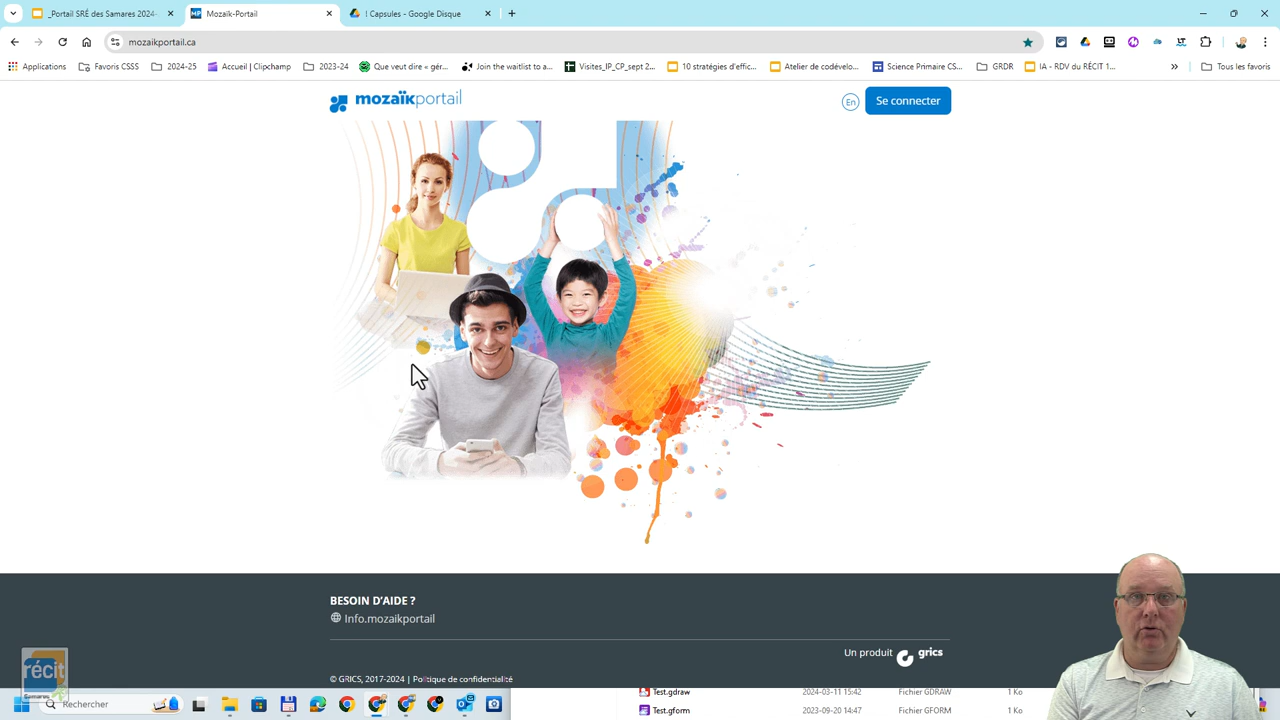 _Portail SRÉ des Samares 2024-
Mozaïk-Portail
| Capsules - Google Disque
mozaikportail.ca
Applications
Favoris CSSS
2024-25
Accueil | Clipchamp
2023-24
Que veut dire « gér...
Join the waitlist to a...
Visites_IP_CP_sept 2...
10 stratégies d'effic...
Atelier de codévelo...
Science Primaire CS...
GRDR
IA - RDV du RÉCIT 1...
Tous les favoris
mozaïkportail
En
Se connecter
BESOIN D'AIDE ?
Info.mozaikportail
Un produit grics
© GRICS, 2017-2024 | Politique de confidentialité
récit
Samares
Rechercher
Test.gdraw 2024-03-11 15:42 Fichier GDRAW 1 Ko
Test.gform 2023-09-20 14:47 Fichier GFORM 1 Ko